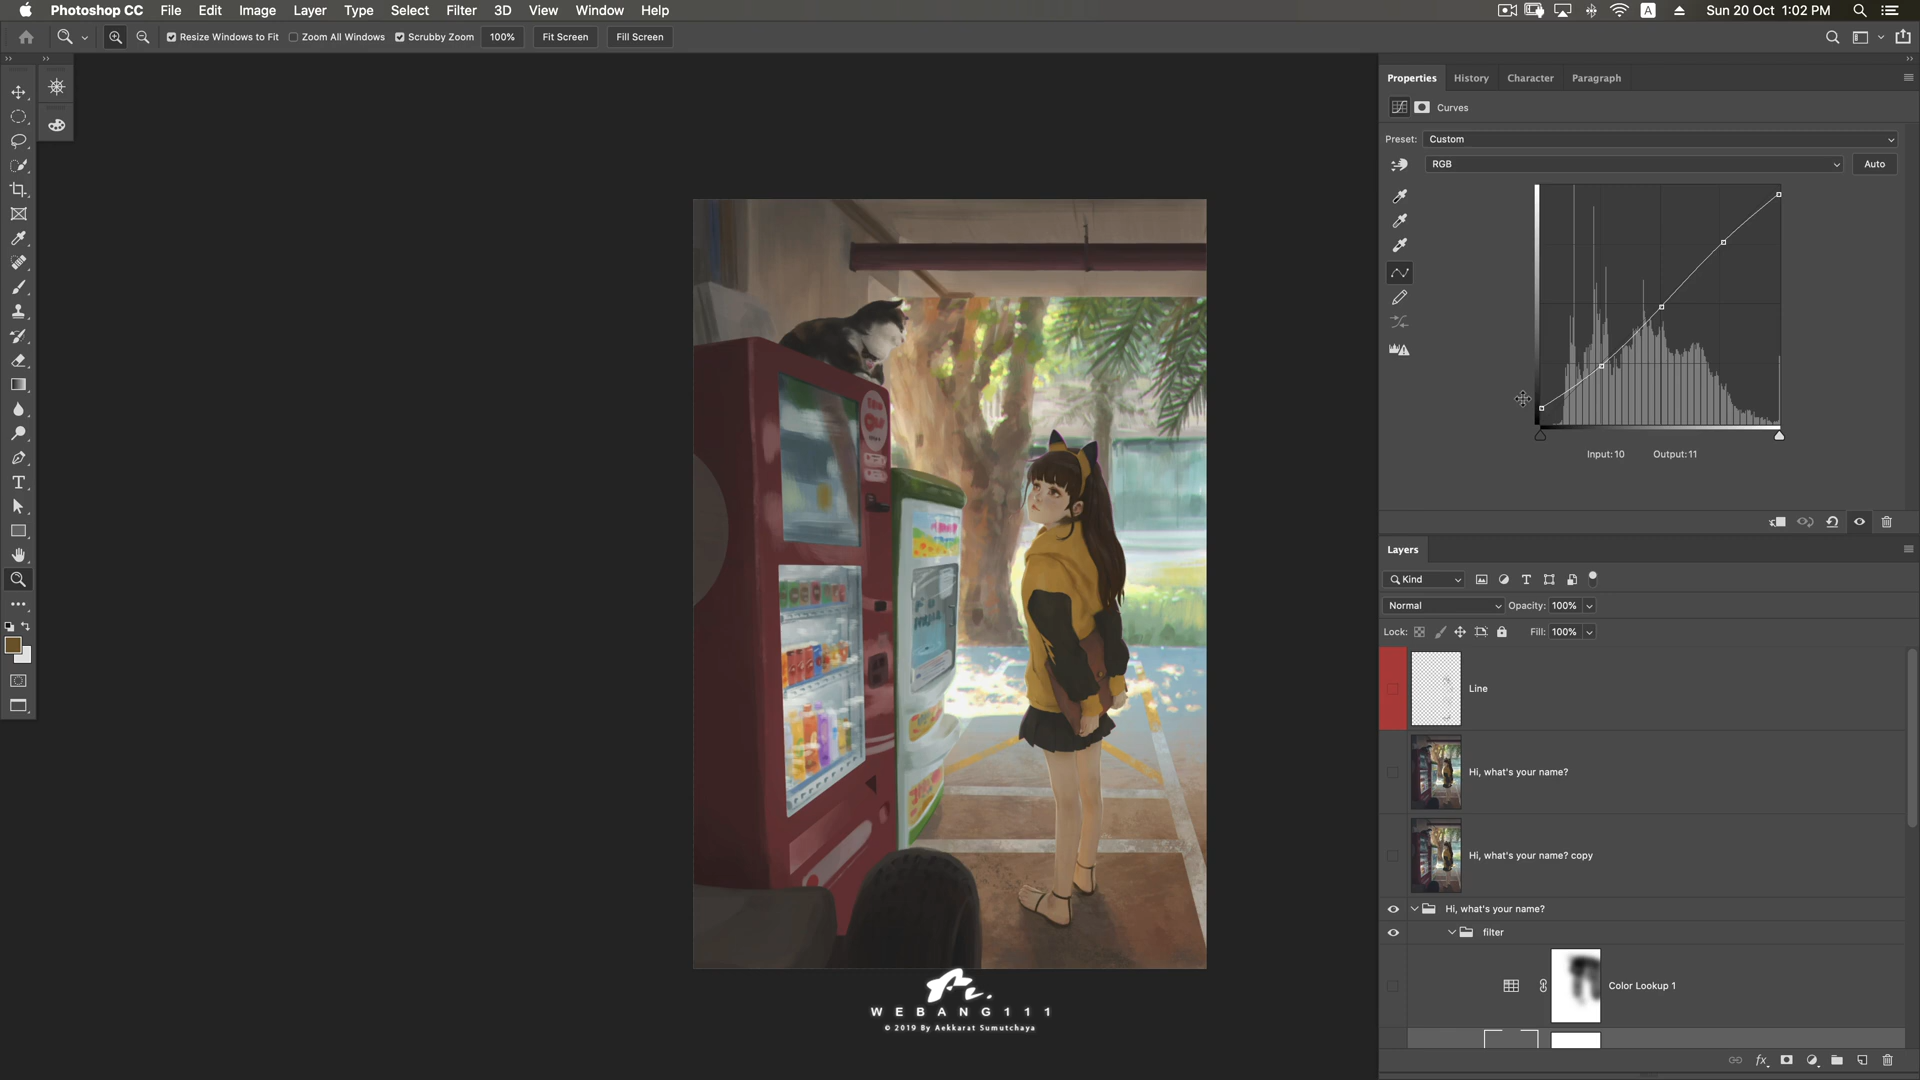 Photoshop CC File Edit Image Layer Type Select Filter 3D View Window Help A Sun 20 Oct 1:02 PM
Resize Windows to Fit Zoom All Windows Scrubby Zoom 100% Fit Screen Fill Screen
Properties History Character Paragraph
Curves
Preset: Custom
RGB Auto
Input: 10 Output: 11
Layers
Kind
Normal Opacity: 100%
Lock: Fill: 100%
Line
Hi, what's your name?
Hi, what's your name? copy
Hi, what's your name?
filter
Color Lookup 1
WEBANG111
© 2019 By Aekkarat Sumutchaya